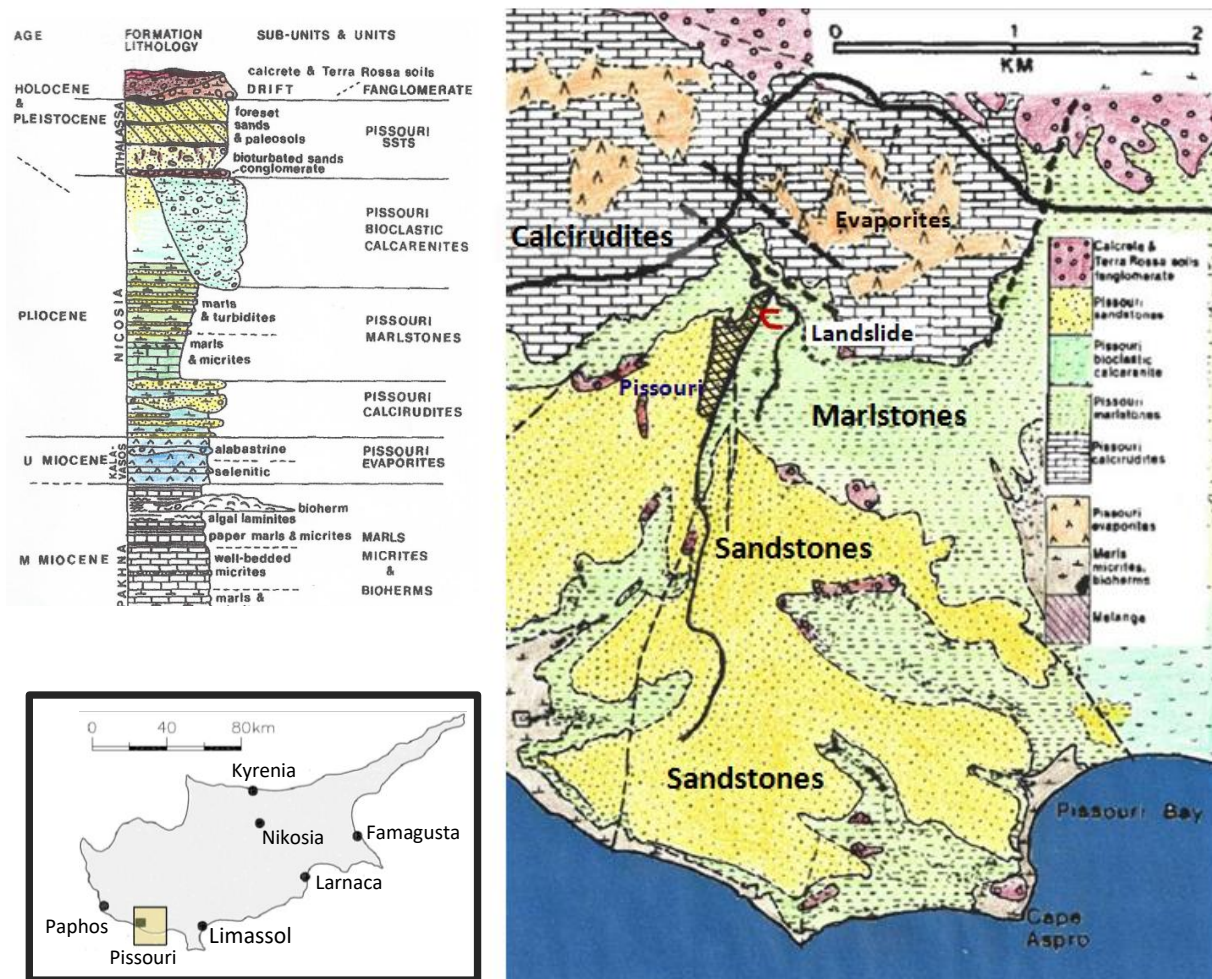 AGE
FORMATION
LITHOLOGY
SUB-UNITS & UNITS
HOLOCENE
&
PLEISTOCENE
ATHALASSA
calcrete & Terra Rossa soils
DRIFT
FANGLOMERATE
foreset
sands
& paleosols
PISSOURI
SSTS
bioturbated sands
conglomerate
PISSOURI
BIOCLASTIC
CALCARENITES
PLIOCENE
NICOSIA
marls
& turbidites
marls
& micrites
PISSOURI
MARLSTONES
PISSOURI
CALCIRUDITES
U MIOCENE
KALA-
VASOS
alabastrine
selenitic
PISSOURI
EVAPORITES
bioherm
algal laminites
paper marls & micrites
M MIOCENE
PAKHNA
well-bedded
micrites
marls &
MARLS
MICRITES
&
BIOHERMS
0 40 80km
Kyrenia
Nikosia
Famagusta
Larnaca
Paphos
Limassol
Pissouri
0 1 2
KM
Calcirudites
Evaporites
Landslide
Pissouri
Marlstones
Sandstones
Sandstones
Pissouri Bay
Cape
Aspro
Calcrete &
Terra Rossa soils
fanglomerate
Pissouri
sandstones
Pissouri
bioclastic
calcarenite
Pissouri
marlstones
Pissouri
calcirudites
Pissouri
evaporites
Marls
micrites,
bioherms
Melange